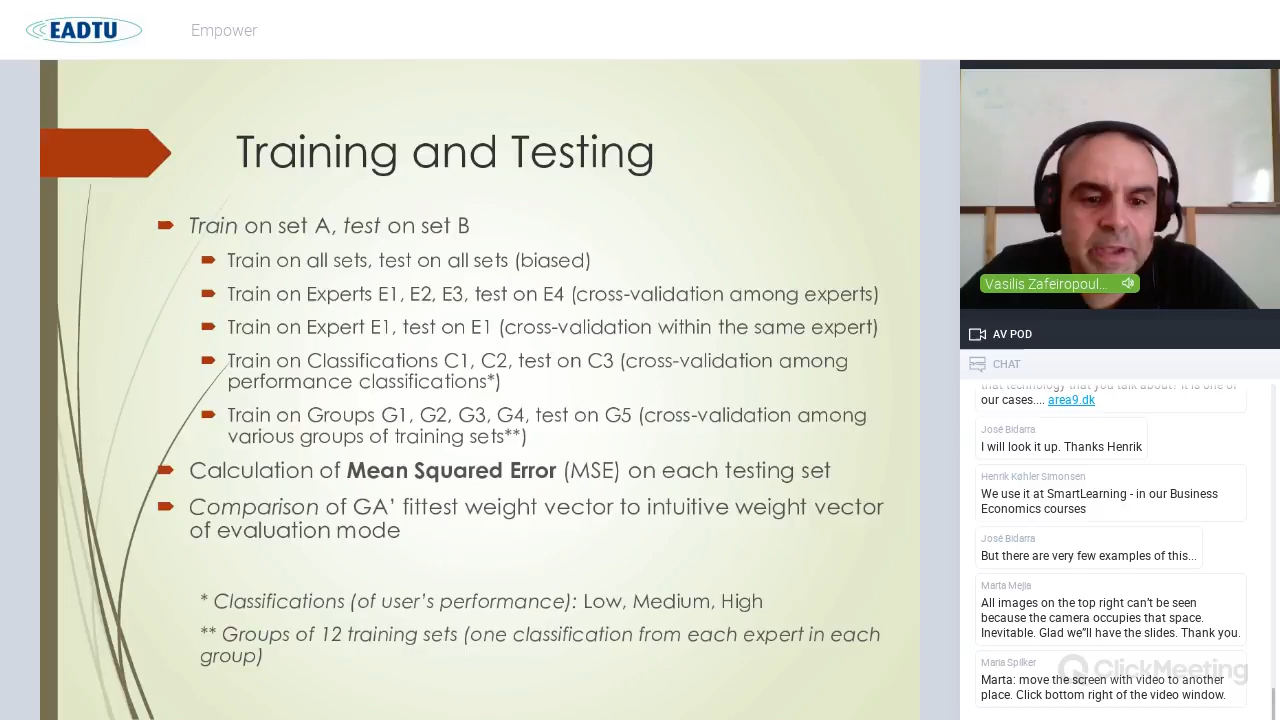 EADTU
Empower
Training and Testing
Train on set A, test on set B
Train on all sets, test on all sets (biased)
Train on Experts E1, E2, E3, test on E4 (cross-validation among experts)
Train on Expert E1, test on E1 (cross-validation within the same expert)
Train on Classifications C1, C2, test on C3 (cross-validation among
performance classifications*)
Train on Groups G1, G2, G3, G4, test on G5 (cross-validation among
various groups of training sets**)
Calculation of Mean Squared Error (MSE) on each testing set
Comparison of GA’ fittest weight vector to intuitive weight vector
of evaluation mode
* Classifications (of user’s performance): Low, Medium, High
** Groups of 12 training sets (one classification from each expert in each
group)
Vasilis Zafeiropoul...
AV POD
CHAT
that technology that you talk about? It is one of
our cases.... area9.dk
José Bidarra
I will look it up. Thanks Henrik
Henrik Køhler Simonsen
We use it at SmartLearning - in our Business
Economics courses
José Bidarra
But there are very few examples of this...
Marta Mejía
All images on the top right can’t be seen
because the camera occupies that space.
Inevitable. Glad we”ll have the slides. Thank you.
Maria Spilker
Marta: move the screen with video to another
place. Click bottom right of the video window.
ClickMeeting